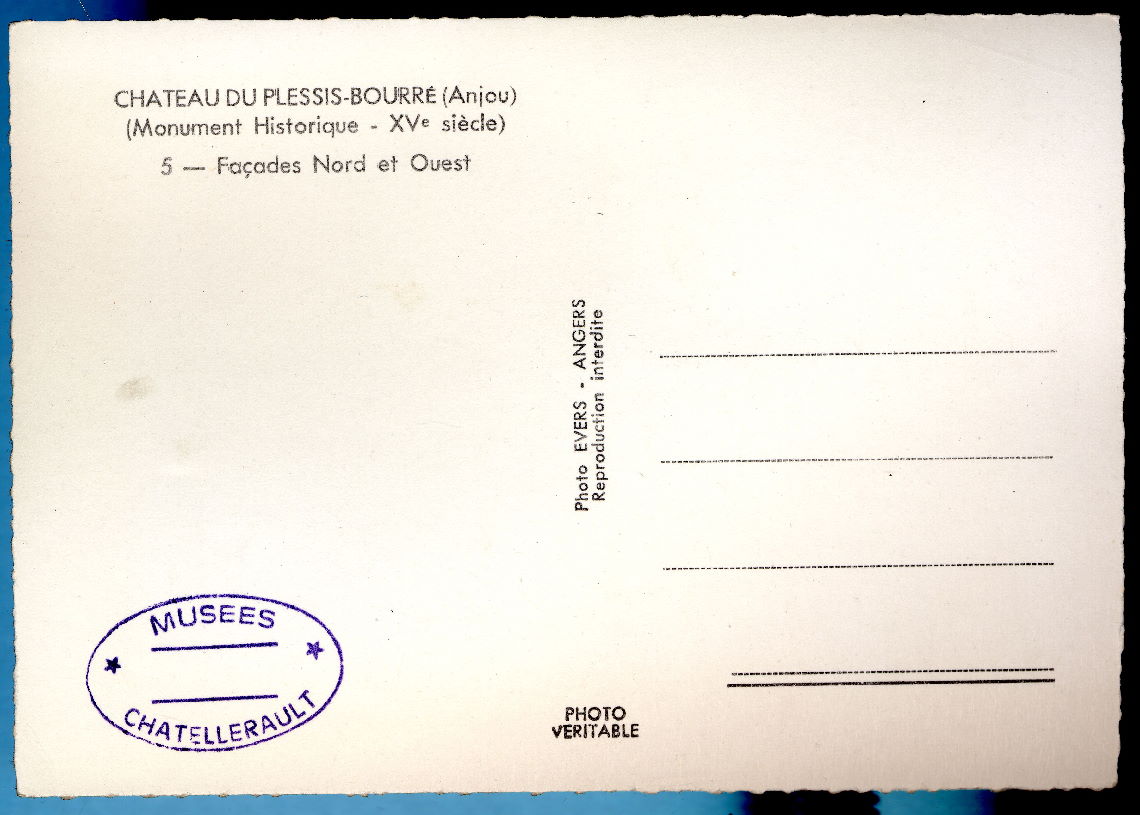 CHATEAU DU PLESSIS-BOURRÉ (Anjou)
(Monument Historique - XVe siècle)
5 — Façades Nord et Ouest
Photo EVERS - ANGERS
Reproduction interdite
MUSEES
CHATELLERAULT
PHOTO
VERITABLE